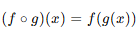 (f ∘ g)(x) = f(g(x))